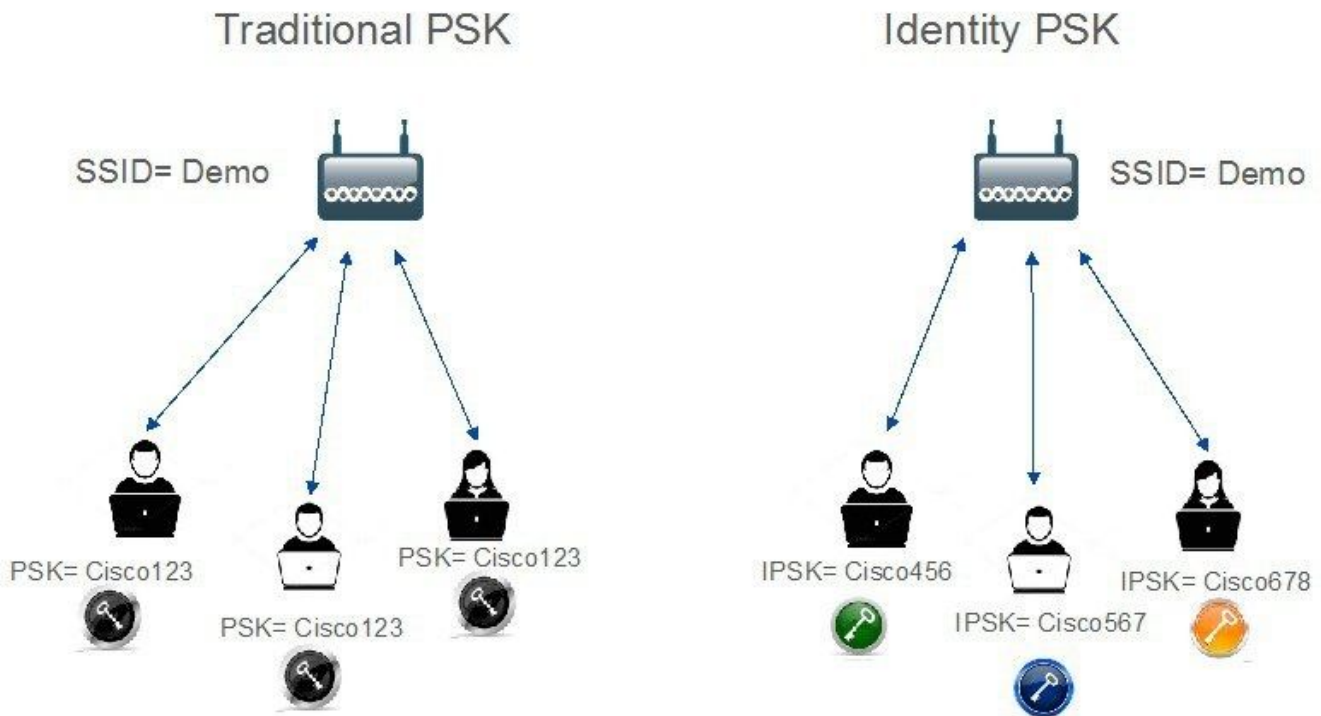 Traditional PSK
SSID= Demo
PSK= Cisco123
PSK= Cisco123
PSK= Cisco123
Identity PSK
SSID= Demo
IPSK= Cisco456
IPSK= Cisco567
IPSK= Cisco678